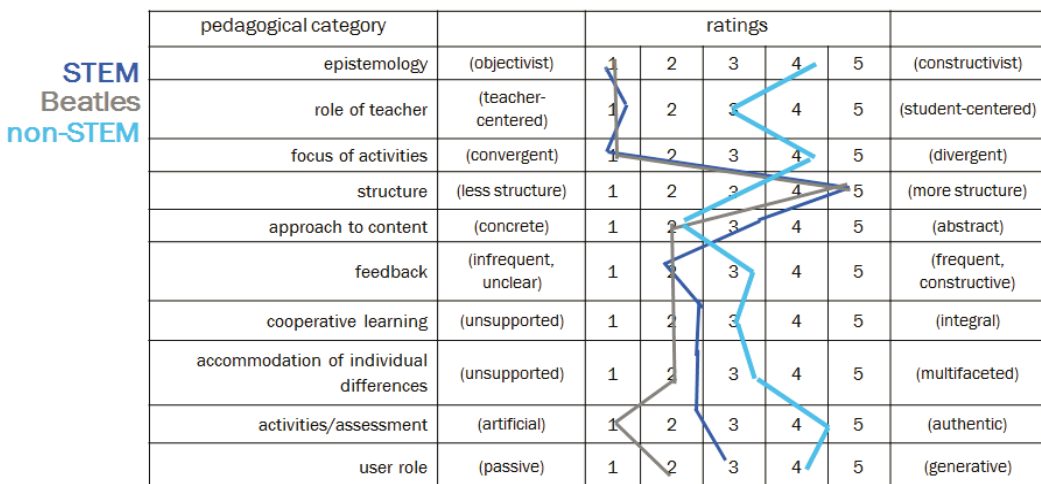 pedagogical category ratings
STEM
Beatles
non-STEM
epistemology (objectivist) 1 2 3 4 5 (constructivist)
role of teacher (teacher-centered) 1 2 3 4 5 (student-centered)
focus of activities (convergent) 1 2 3 4 5 (divergent)
structure (less structure) 1 2 3 4 5 (more structure)
approach to content (concrete) 1 2 3 4 5 (abstract)
feedback (infrequent, unclear) 1 2 3 4 5 (frequent, constructive)
cooperative learning (unsupported) 1 2 3 4 5 (integral)
accommodation of individual differences (unsupported) 1 2 3 4 5 (multifaceted)
activities/assessment (artificial) 1 2 3 4 5 (authentic)
user role (passive) 1 2 3 4 5 (generative)